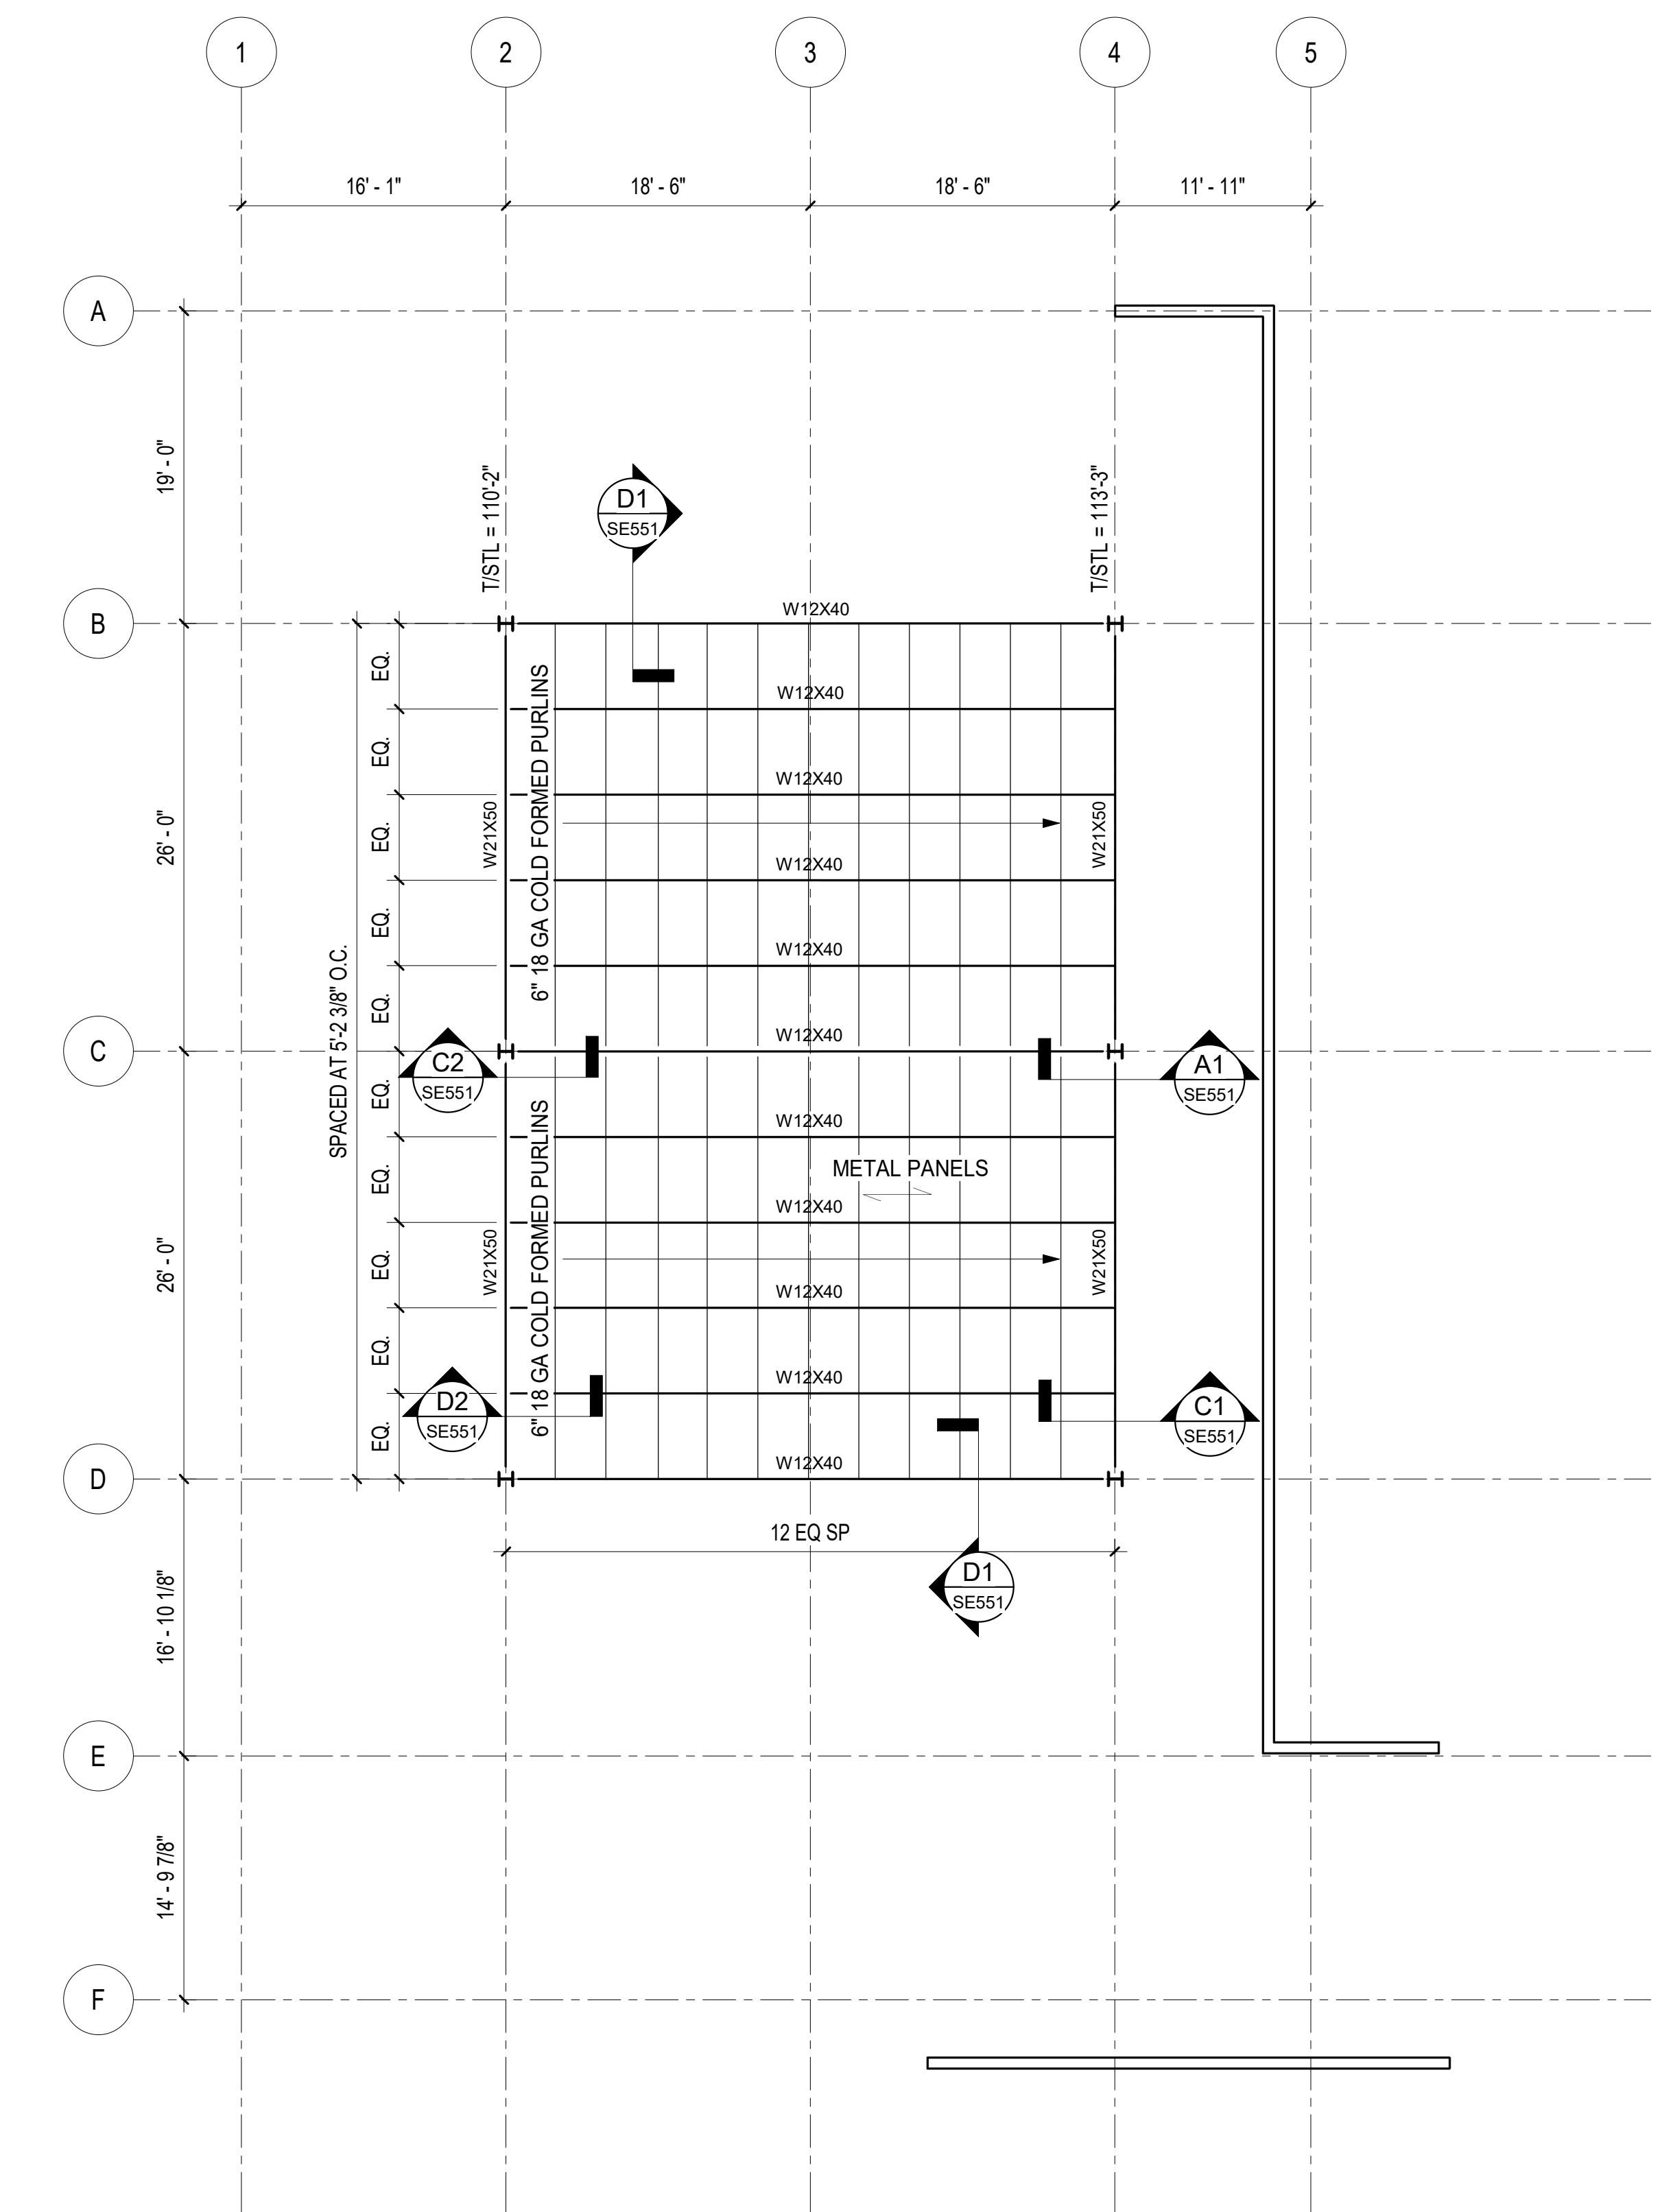 1
2
3
4
5
16' - 1"
18' - 6"
18' - 6"
11' - 11"
A
19' - 0"
T/STL = 110'-2"
T/STL = 113'-3"
D1
SE551
B
W12X40
EQ.
W12X40
EQ.
W12X40
26' - 0"
W21X50
6" 18 GA COLD FORMED PURLINS
W21X50
EQ.
W12X40
EQ.
W12X40
SPACED AT 5'-2 3/8" O.C.
EQ.
C
W12X40
C2
SE551
A1
SE551
EQ.
W12X40
METAL PANELS
EQ.
W12X40
26' - 0"
W21X50
6" 18 GA COLD FORMED PURLINS
W21X50
EQ.
W12X40
EQ.
W12X40
D2
SE551
C1
SE551
EQ.
D
W12X40
12 EQ SP
D1
SE551
16' - 10 1/8"
E
14' - 9 7/8"
F